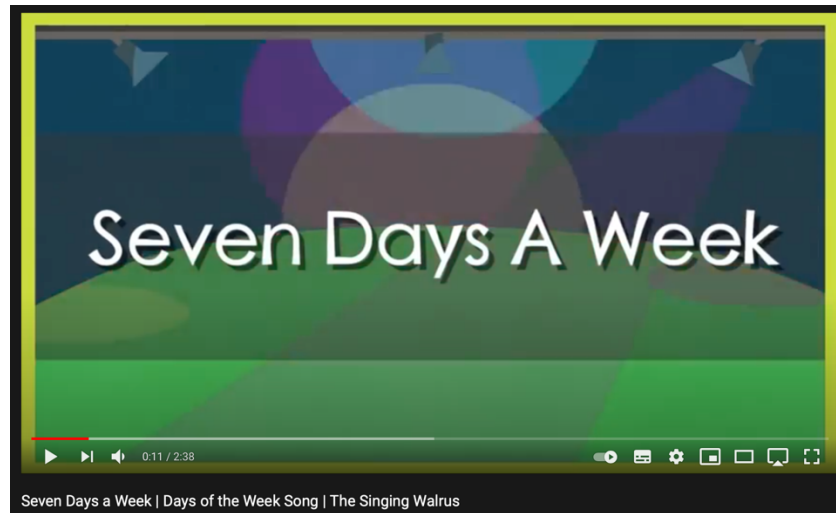 Seven Days A Week
0:11 / 2:38
Seven Days a Week | Days of the Week Song | The Singing Walrus